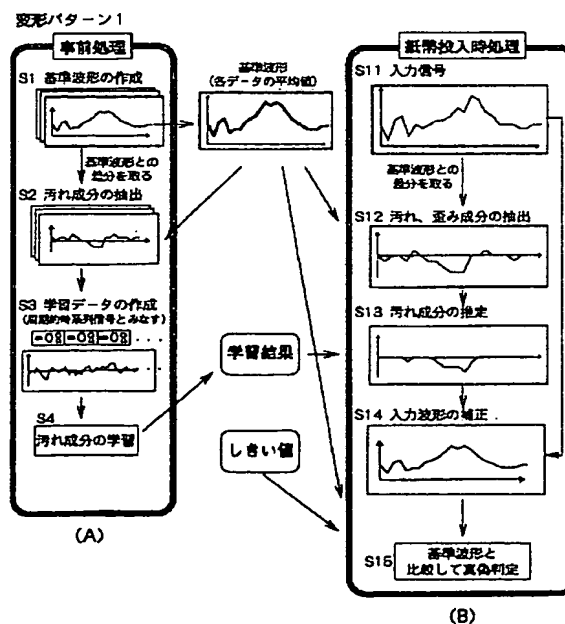 変形パターン1
事前処理
S1 基準波形の作成
基準波形との
差分を取る
S2 汚れ成分の抽出
S3 学習データの作成
(周期的時系列信号とみなす)
S4
汚れ成分の学習
(A)
基準波形
(各データの平均値)
学習結果
しきい値
紙幣投入時処理
S11 入力信号
基準波形との
差分を取る
S12 汚れ、歪み成分の抽出
S13 汚れ成分の推定
S14 入力波形の補正
S15
基準波形と
比較して真偽判定
(B)